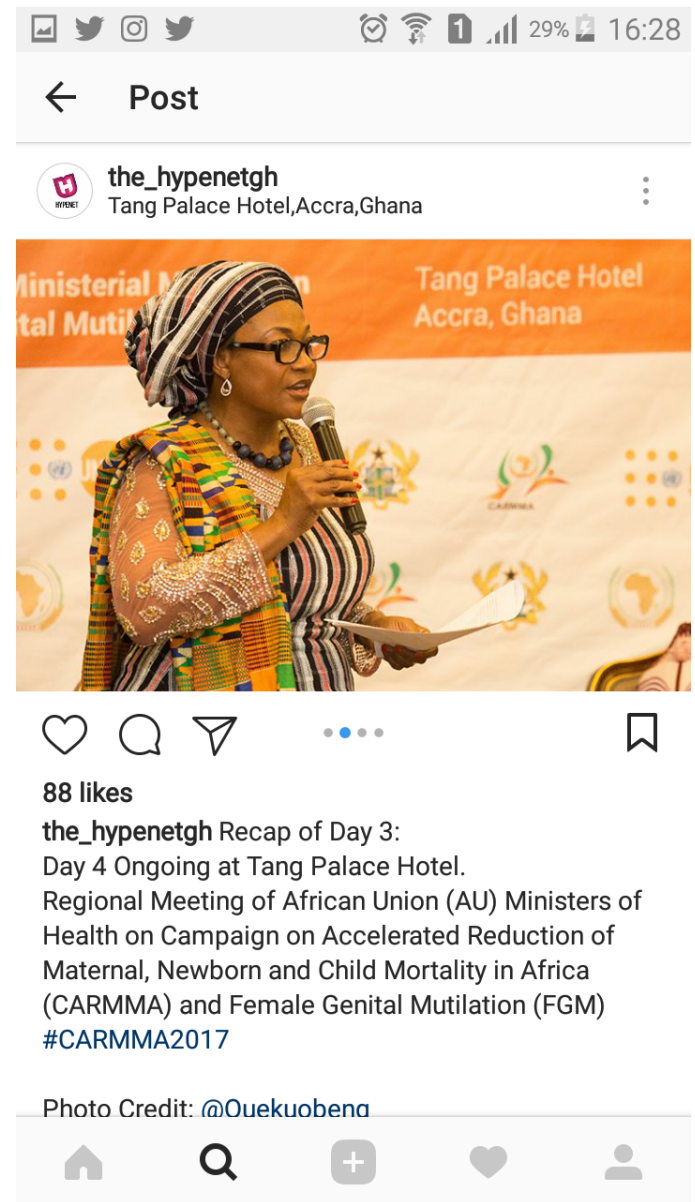 1 29% 16:28
Post
the_hypenetgh
HYPENET
Tang Palace Hotel,Accra,Ghana
Ministerial
Tang Palace Hotel
Accra, Ghana
CARMMA
88 likes
the_hypenetgh Recap of Day 3:
Day 4 Ongoing at Tang Palace Hotel.
Regional Meeting of African Union (AU) Ministers of
Health on Campaign on Accelerated Reduction of
Maternal, Newborn and Child Mortality in Africa
(CARMMA) and Female Genital Mutilation (FGM)
#CARMMA2017
Photo Credit: @Quekuobeng